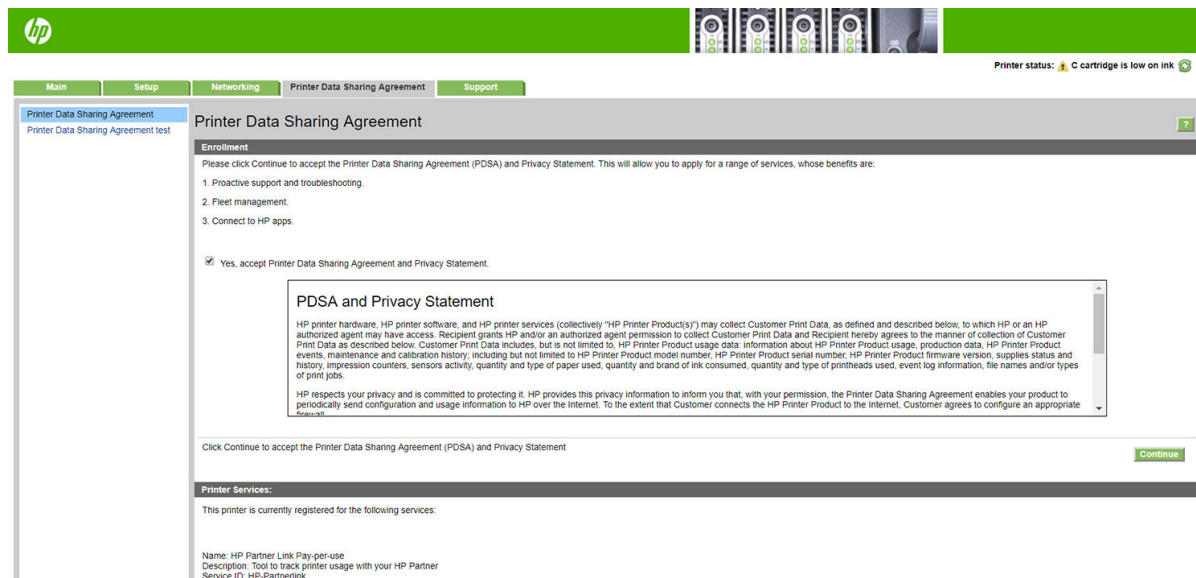 hp
Printer status: C cartridge is low on ink
Main Setup Networking Printer Data Sharing Agreement Support
Printer Data Sharing Agreement
Printer Data Sharing Agreement test
Printer Data Sharing Agreement
?
Enrollment
Please click Continue to accept the Printer Data Sharing Agreement (PDSA) and Privacy Statement. This will allow you to apply for a range of services, whose benefits are:
1. Proactive support and troubleshooting.
2. Fleet management.
3. Connect to HP apps.
Yes, accept Printer Data Sharing Agreement and Privacy Statement.
PDSA and Privacy Statement
HP printer hardware, HP printer software, and HP printer services (collectively "HP Printer Product(s)") may collect Customer Print Data, as defined and described below, to which HP or an HP
authorized agent may have access. Recipient grants HP and/or an authorized agent permission to collect Customer Print Data and Recipient hereby agrees to the manner of collection of Customer
Print Data as described below. Customer Print Data includes, but is not limited to, HP Printer Product usage data: information about HP Printer Product usage, production data, HP Printer Product
events, maintenance and calibration history; including but not limited to HP Printer Product model number, HP Printer Product serial number, HP Printer Product firmware version, supplies status and
history, impression counters, sensors activity, quantity and type of paper used, quantity and brand of ink consumed, quantity and type of printheads used, event log information, file names and/or types
of print jobs.
HP respects your privacy and is committed to protecting it. HP provides this privacy information to inform you that, with your permission, the Printer Data Sharing Agreement enables your product to
periodically send configuration and usage information to HP over the Internet. To the extent that Customer connects the HP Printer Product to the Internet, Customer agrees to configure an appropriate
firewall
Click Continue to accept the Printer Data Sharing Agreement (PDSA) and Privacy Statement
Continue
Printer Services:
This printer is currently registered for the following services:
Name: HP Partner Link Pay-per-use
Description: Tool to track printer usage with your HP Partner
Service ID: HP-Partnerlink